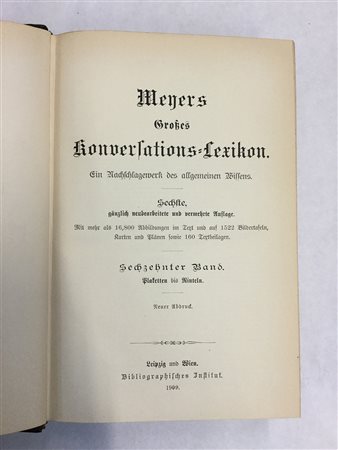 Meyers
Großes
Konversations-Lexikon.
Ein Nachschlagewerk des allgemeinen Wissens.
Sechste,
gänzlich neubearbeitete und vermehrte Auflage.
Mit mehr als 16,800 Abbildungen im Text und auf 1522 Bildertafeln,
Karten und Plänen sowie 160 Textbeilagen.
Sechzehnter Band.
Plaketten bis Rinteln.
Neuer Abdruck.
Leipzig und Wien.
Bibliographisches Institut.
1909.